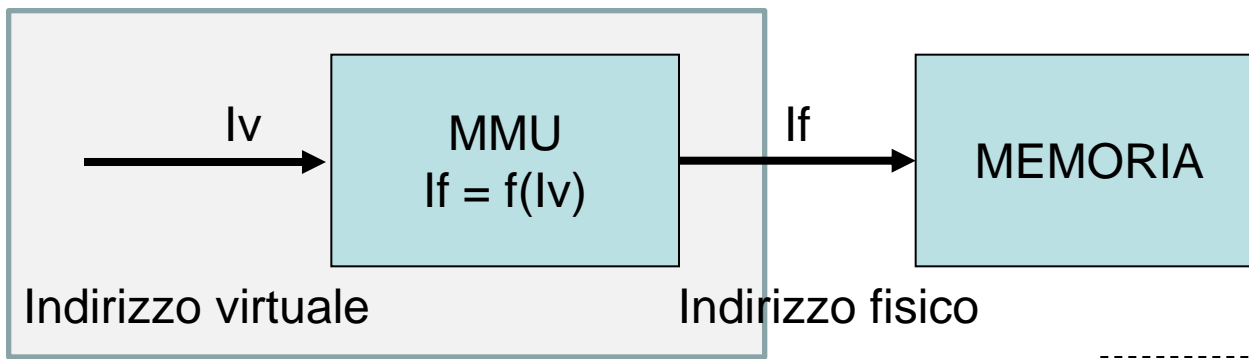 Iv
MMU
If = f(Iv)
If
MEMORIA
Indirizzo virtuale
Indirizzo fisico